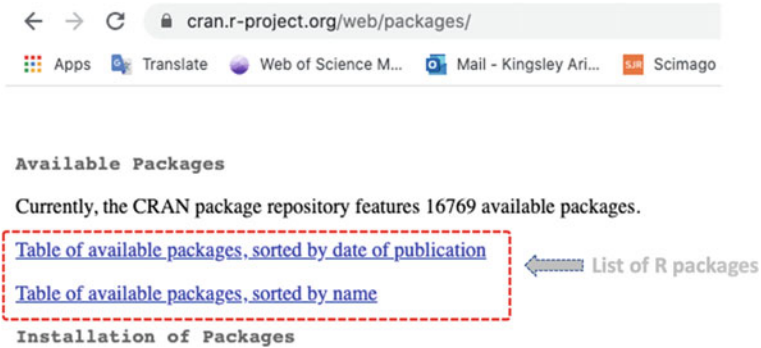 cran.r-project.org/web/packages/
Apps Translate Web of Science M... Mail - Kingsley Ari... SJR Scimago
Available Packages
Currently, the CRAN package repository features 16769 available packages.
Table of available packages, sorted by date of publication
List of R packages
Table of available packages, sorted by name
Installation of Packages